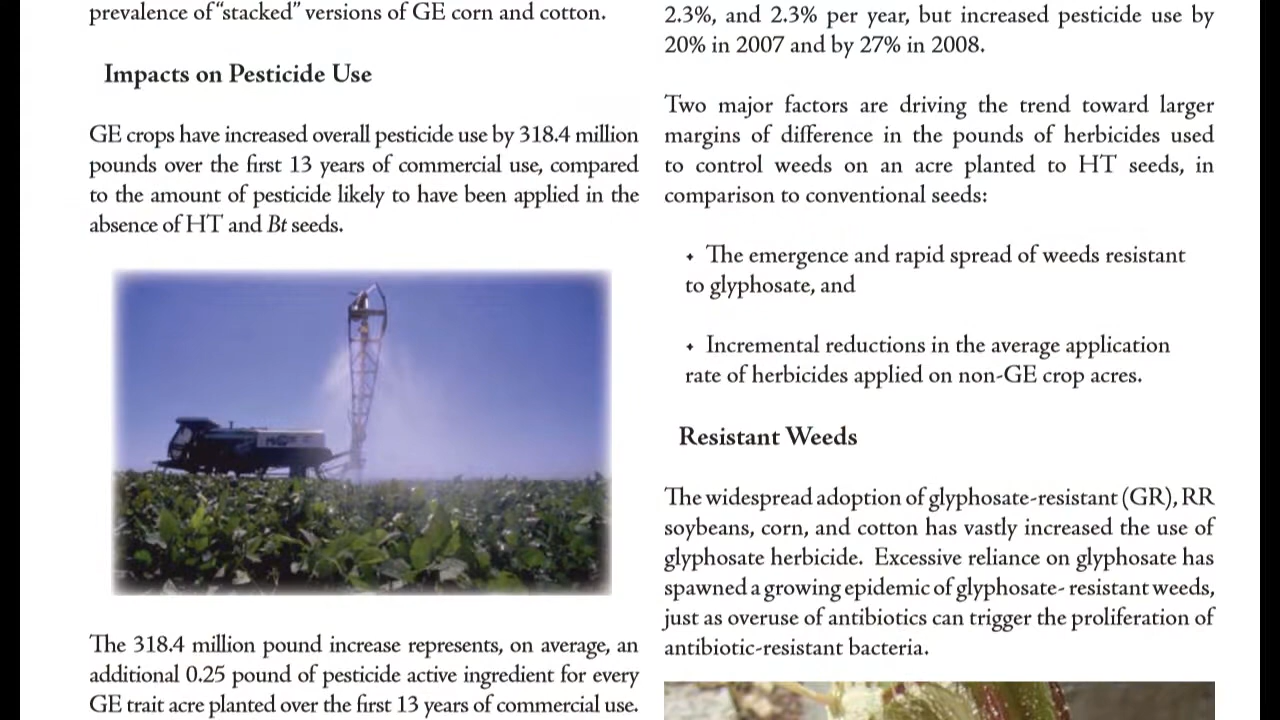 prevalence of “stacked” versions of GE corn and cotton.
Impacts on Pesticide Use
GE crops have increased overall pesticide use by 318.4 million
pounds over the first 13 years of commercial use, compared
to the amount of pesticide likely to have been applied in the
absence of HT and Bt seeds.
The 318.4 million pound increase represents, on average, an
additional 0.25 pound of pesticide active ingredient for every
GE trait acre planted over the first 13 years of commercial use.
2.3%, and 2.3% per year, but increased pesticide use by
20% in 2007 and by 27% in 2008.
Two major factors are driving the trend toward larger
margins of difference in the pounds of herbicides used
to control weeds on an acre planted to HT seeds, in
comparison to conventional seeds:
• The emergence and rapid spread of weeds resistant
to glyphosate, and
• Incremental reductions in the average application
rate of herbicides applied on non-GE crop acres.
Resistant Weeds
The widespread adoption of glyphosate-resistant (GR), RR
soybeans, corn, and cotton has vastly increased the use of
glyphosate herbicide. Excessive reliance on glyphosate has
spawned a growing epidemic of glyphosate- resistant weeds,
just as overuse of antibiotics can trigger the proliferation of
antibiotic-resistant bacteria.